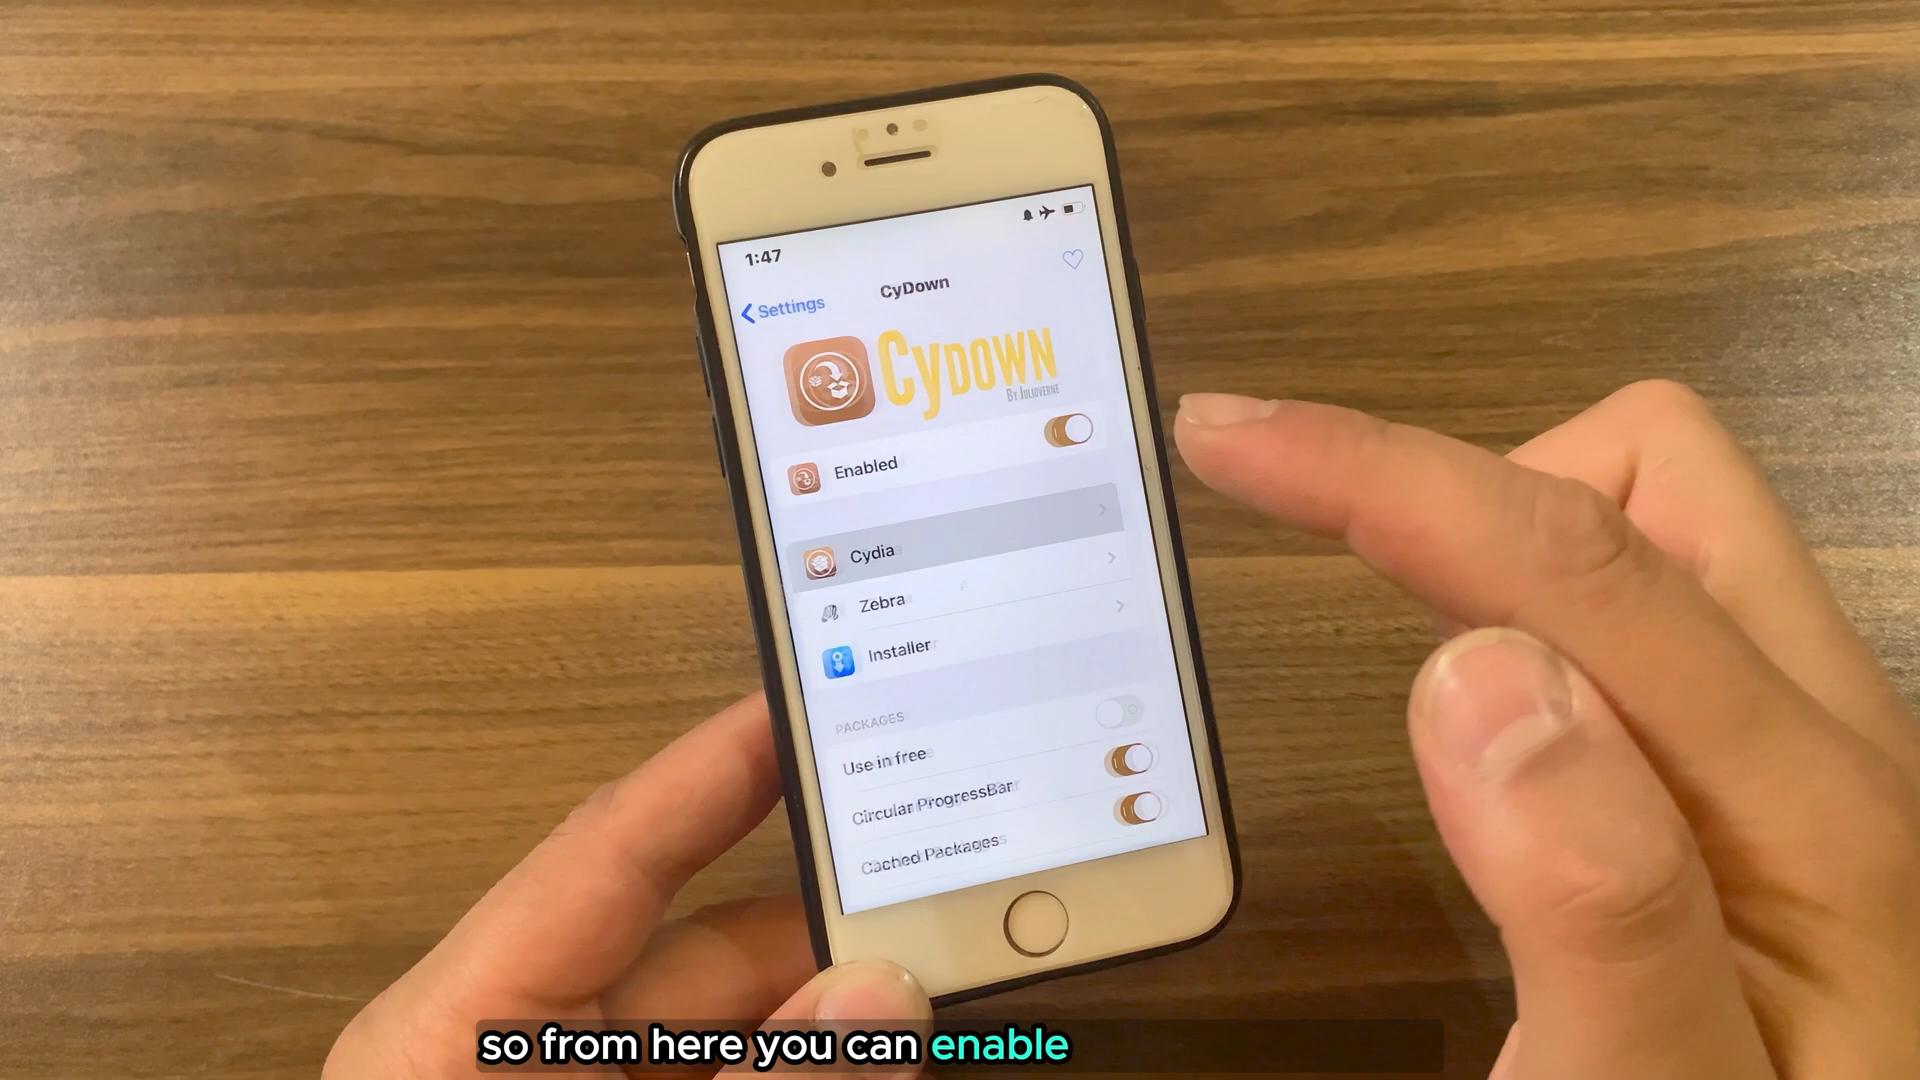 1:47
Settings
CyDown
CyDown
By Julioverne
Enabled
Cydia
Zebra
Installer
PACKAGES
Use in free
Circular ProgressBar
Cached Packages
so from here you can enable